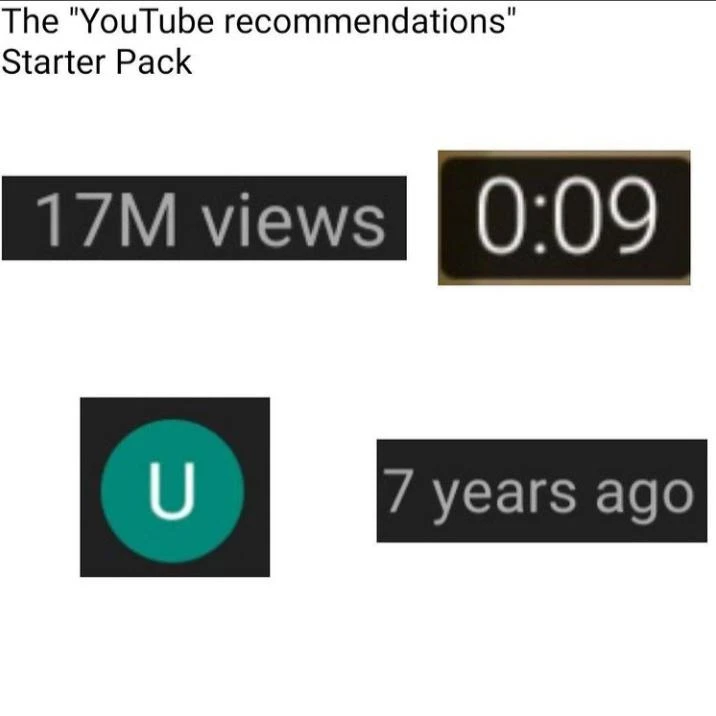 The "YouTube recommendations"
Starter Pack
17M views
0:09
U
7 years ago